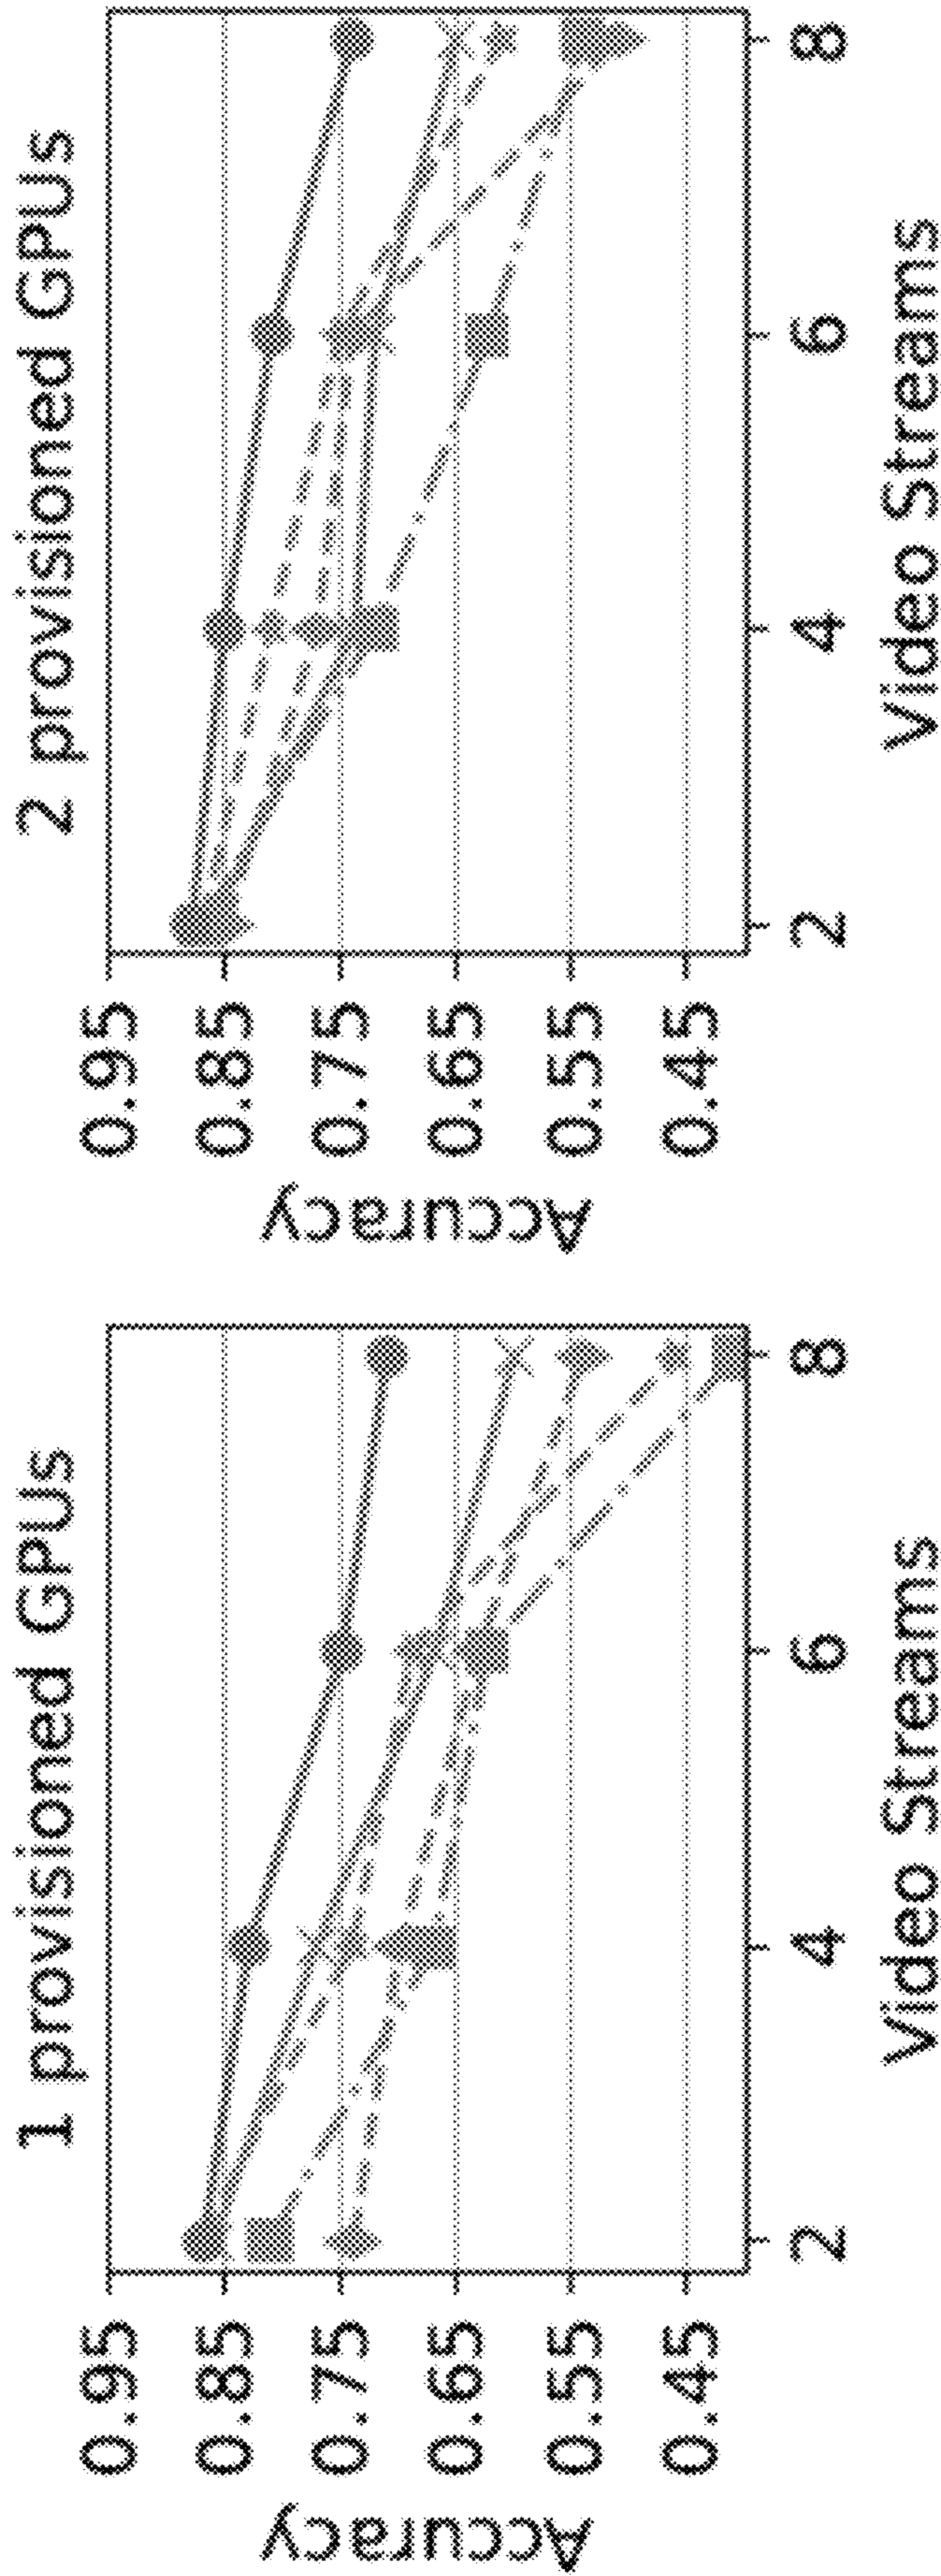 1 provisioned GPUs
Accuracy
0.95
0.85
0.75
0.65
0.55
0.45
2 4 6 8
Video Streams
2 provisioned GPUs
Accuracy
0.95
0.85
0.75
0.65
0.55
0.45
2 4 6 8
Video Streams